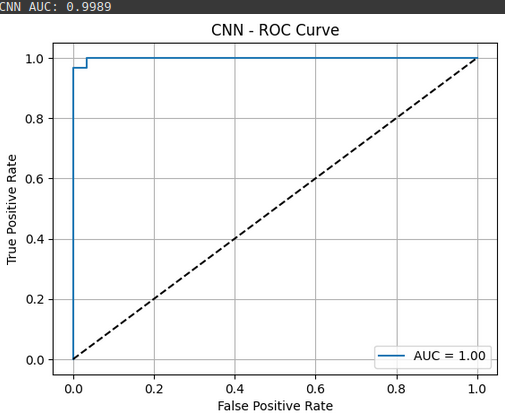 CNN AUC: 0.9989
CNN - ROC Curve
1.0
0.8
0.6
0.4
0.2
0.0
True Positive Rate
AUC = 1.00
0.0 0.2 0.4 0.6 0.8 1.0
False Positive Rate